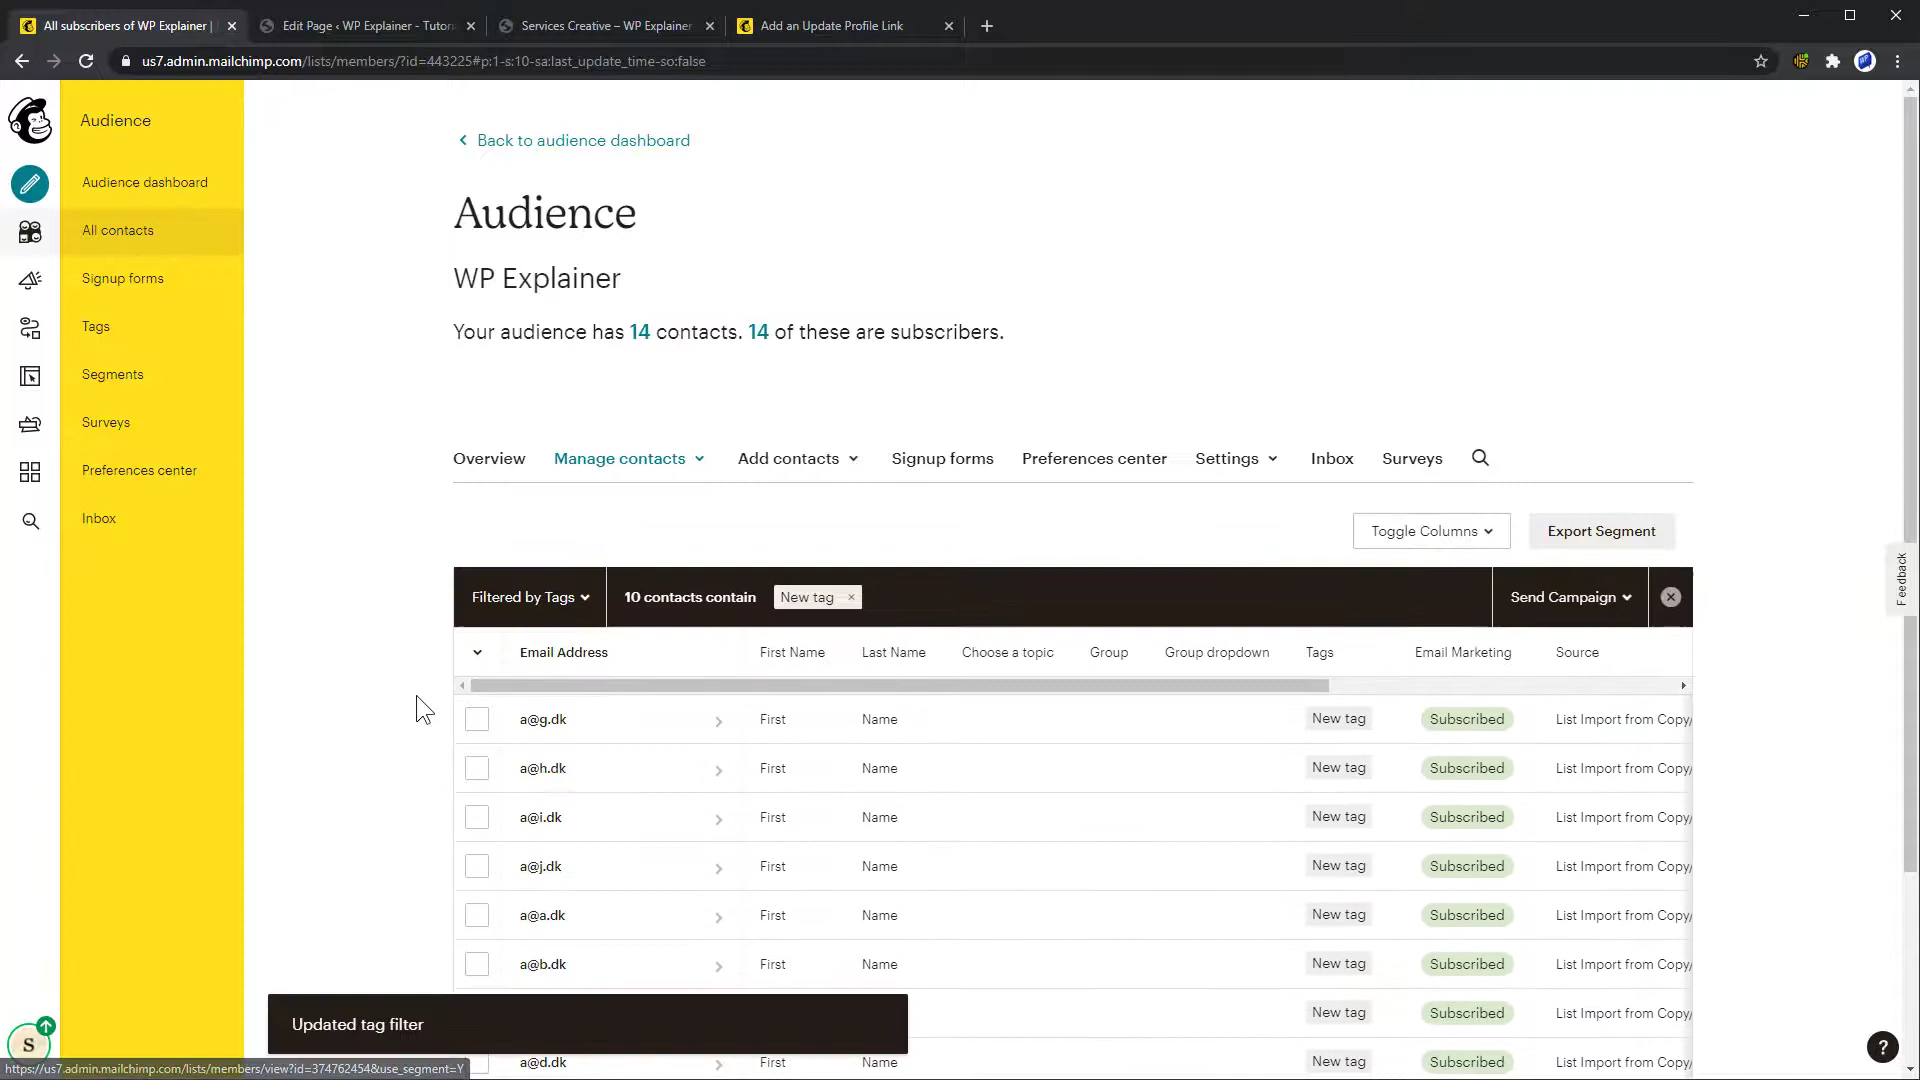 All subscribers of WP Explainer |
Edit Page ‹ WP Explainer - Tutor
Services Creative – WP Explainer
Add an Update Profile Link
us7.admin.mailchimp.com/lists/members/?id=443225#p:1-s:10-sa:last_update_time-so:false
Audience
Audience dashboard
All contacts
Signup forms
Tags
Segments
Surveys
Preferences center
Inbox
S
Back to audience dashboard
Audience
WP Explainer
Your audience has 14 contacts. 14 of these are subscribers.
Overview Manage contacts Add contacts Signup forms Preferences center Settings Inbox Surveys
Toggle Columns Export Segment
Filtered by Tags 10 contacts contain New tag × Send Campaign
Email Address First Name Last Name Choose a topic Group Group dropdown Tags Email Marketing Source
a@g.dk First Name New tag Subscribed List Import from Copy/
a@h.dk First Name New tag Subscribed List Import from Copy/
a@i.dk First Name New tag Subscribed List Import from Copy/
a@j.dk First Name New tag Subscribed List Import from Copy/
a@a.dk First Name New tag Subscribed List Import from Copy/
a@b.dk First Name New tag Subscribed List Import from Copy/
First Name New tag Subscribed List Import from Copy/
a@d.dk First Name New tag Subscribed List Import from Copy/
Updated tag filter
Feedback
?
https://us7.admin.mailchimp.com/lists/members/view?id=374762454&use_segment=Y